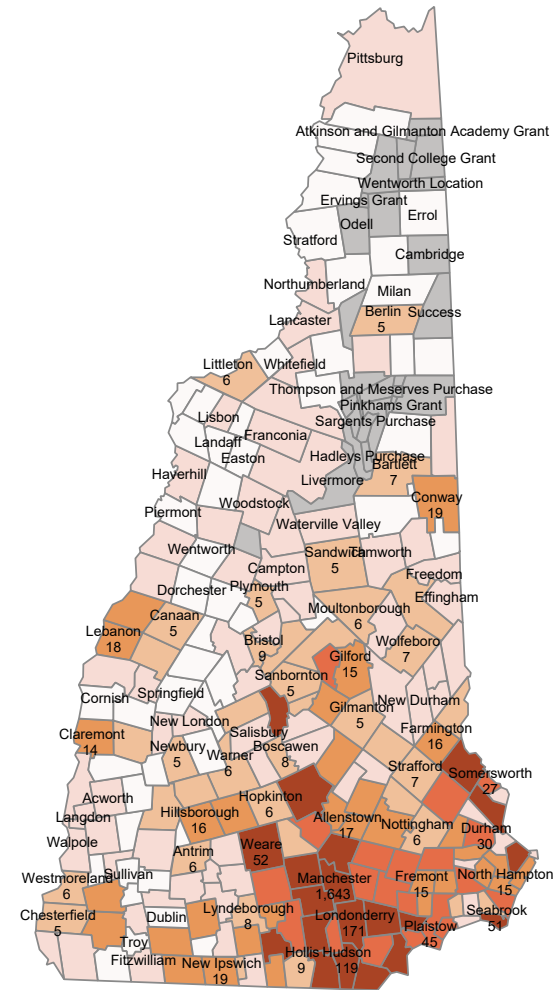 Pittsburg
Atkinson and Gilmanton Academy Grant
Second College Grant
Wentworth Location
Ervings Grant
Errol
Odell
Stratford
Cambridge
Northumberland
Milan
Berlin
5
Success
Lancaster
Littleton
6
Whitefield
Thompson and Meserves Purchase
Pinkhams Grant
Sargents Purchase
Lisbon
Franconia
Landaff
Easton
Hadleys Purchase
Bartlett
7
Haverhill
Livermore
Conway
19
Woodstock
Piermont
Waterville Valley
Wentworth
Sandwich
5
Tamworth
Campton
Freedom
Dorchester
Plymouth
5
Effingham
Moultonborough
6
Canaan
5
Lebanon
18
Bristol
9
Wolfeboro
7
Gilford
15
Sanbornton
5
Cornish
Springfield
New Durham
Gilmanton
5
New London
Claremont
14
Salisbury
Farmington
16
Newbury
5
Boscawen
8
Warner
6
Strafford
7
Somersworth
27
Acworth
Hopkinton
6
Hillsborough
16
Langdon
Allenstown
17
Nottingham
6
Durham
30
Walpole
Weare
52
Antrim
6
Westmoreland
6
Sullivan
Manchester
1,643
Fremont
15
North Hampton
15
Chesterfield
5
Dublin
Lyndeborough
8
Londonderry
171
Seabrook
51
Plaistow
45
Troy
Fitzwilliam
New Ipswich
19
Hollis
9
Hudson
119